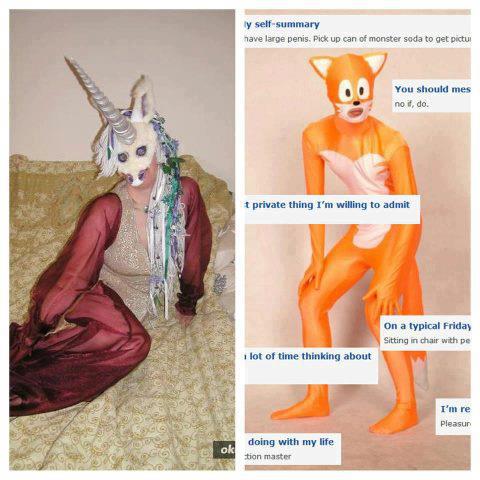 ly self-summary
have large penis. Pick up can of monster soda to get pictu
You should mes
no if, do.
st private thing I'm willing to admit
On a typical Friday
Sitting in chair with pe
lot of time thinking about
I'm re
Pleasur
doing with my life
ction master
ok